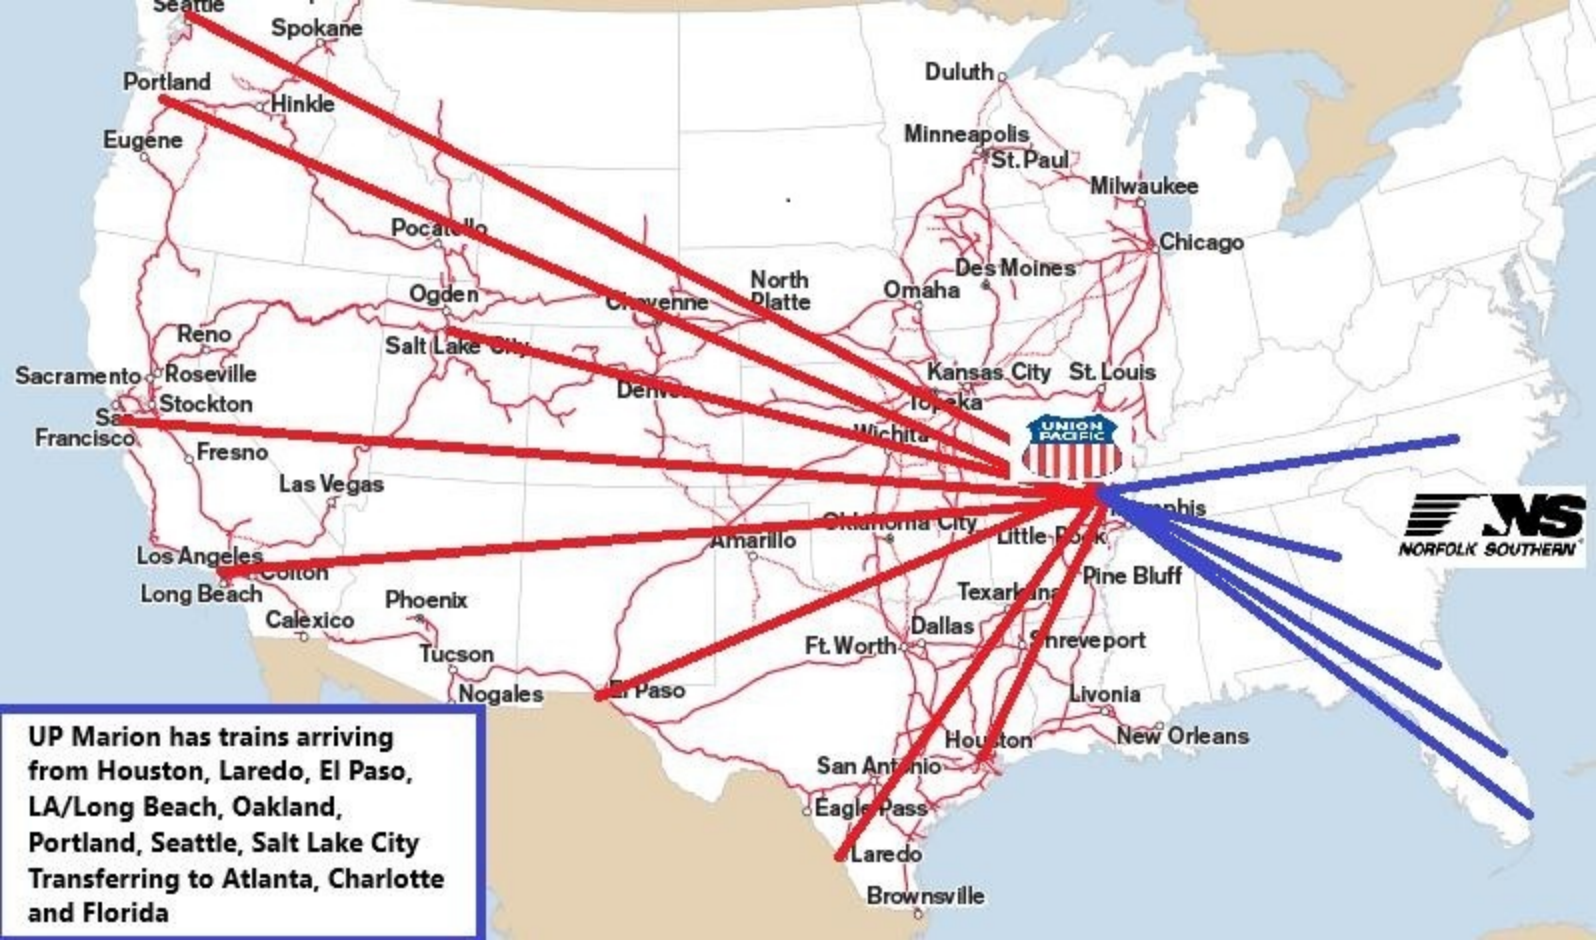 Seattle
Spokane
Portland
Hinkle
Eugene
Duluth
Minneapolis
St. Paul
Milwaukee
Pocatello
Chicago
Des Moines
North
Platte
Omaha
Ogden
Cheyenne
Reno
Salt Lake City
Kansas City
St. Louis
Sacramento
Roseville
Denver
Topeka
Stockton
San
Francisco
UNION
PACIFIC
Wichita
Fresno
Las Vegas
Memphis
Oklahoma City
Little Rock
Amarillo
NS
NORFOLK SOUTHERN
Los Angeles
Colton
Long Beach
Pine Bluff
Phoenix
Texarkana
Calexico
Dallas
Ft. Worth
Shreveport
Tucson
Nogales
El Paso
Livonia
New Orleans
Houston
San Antonio
Eagle Pass
Laredo
Brownsville
UP Marion has trains arriving
from Houston, Laredo, El Paso,
LA/Long Beach, Oakland,
Portland, Seattle, Salt Lake City
Transferring to Atlanta, Charlotte
and Florida